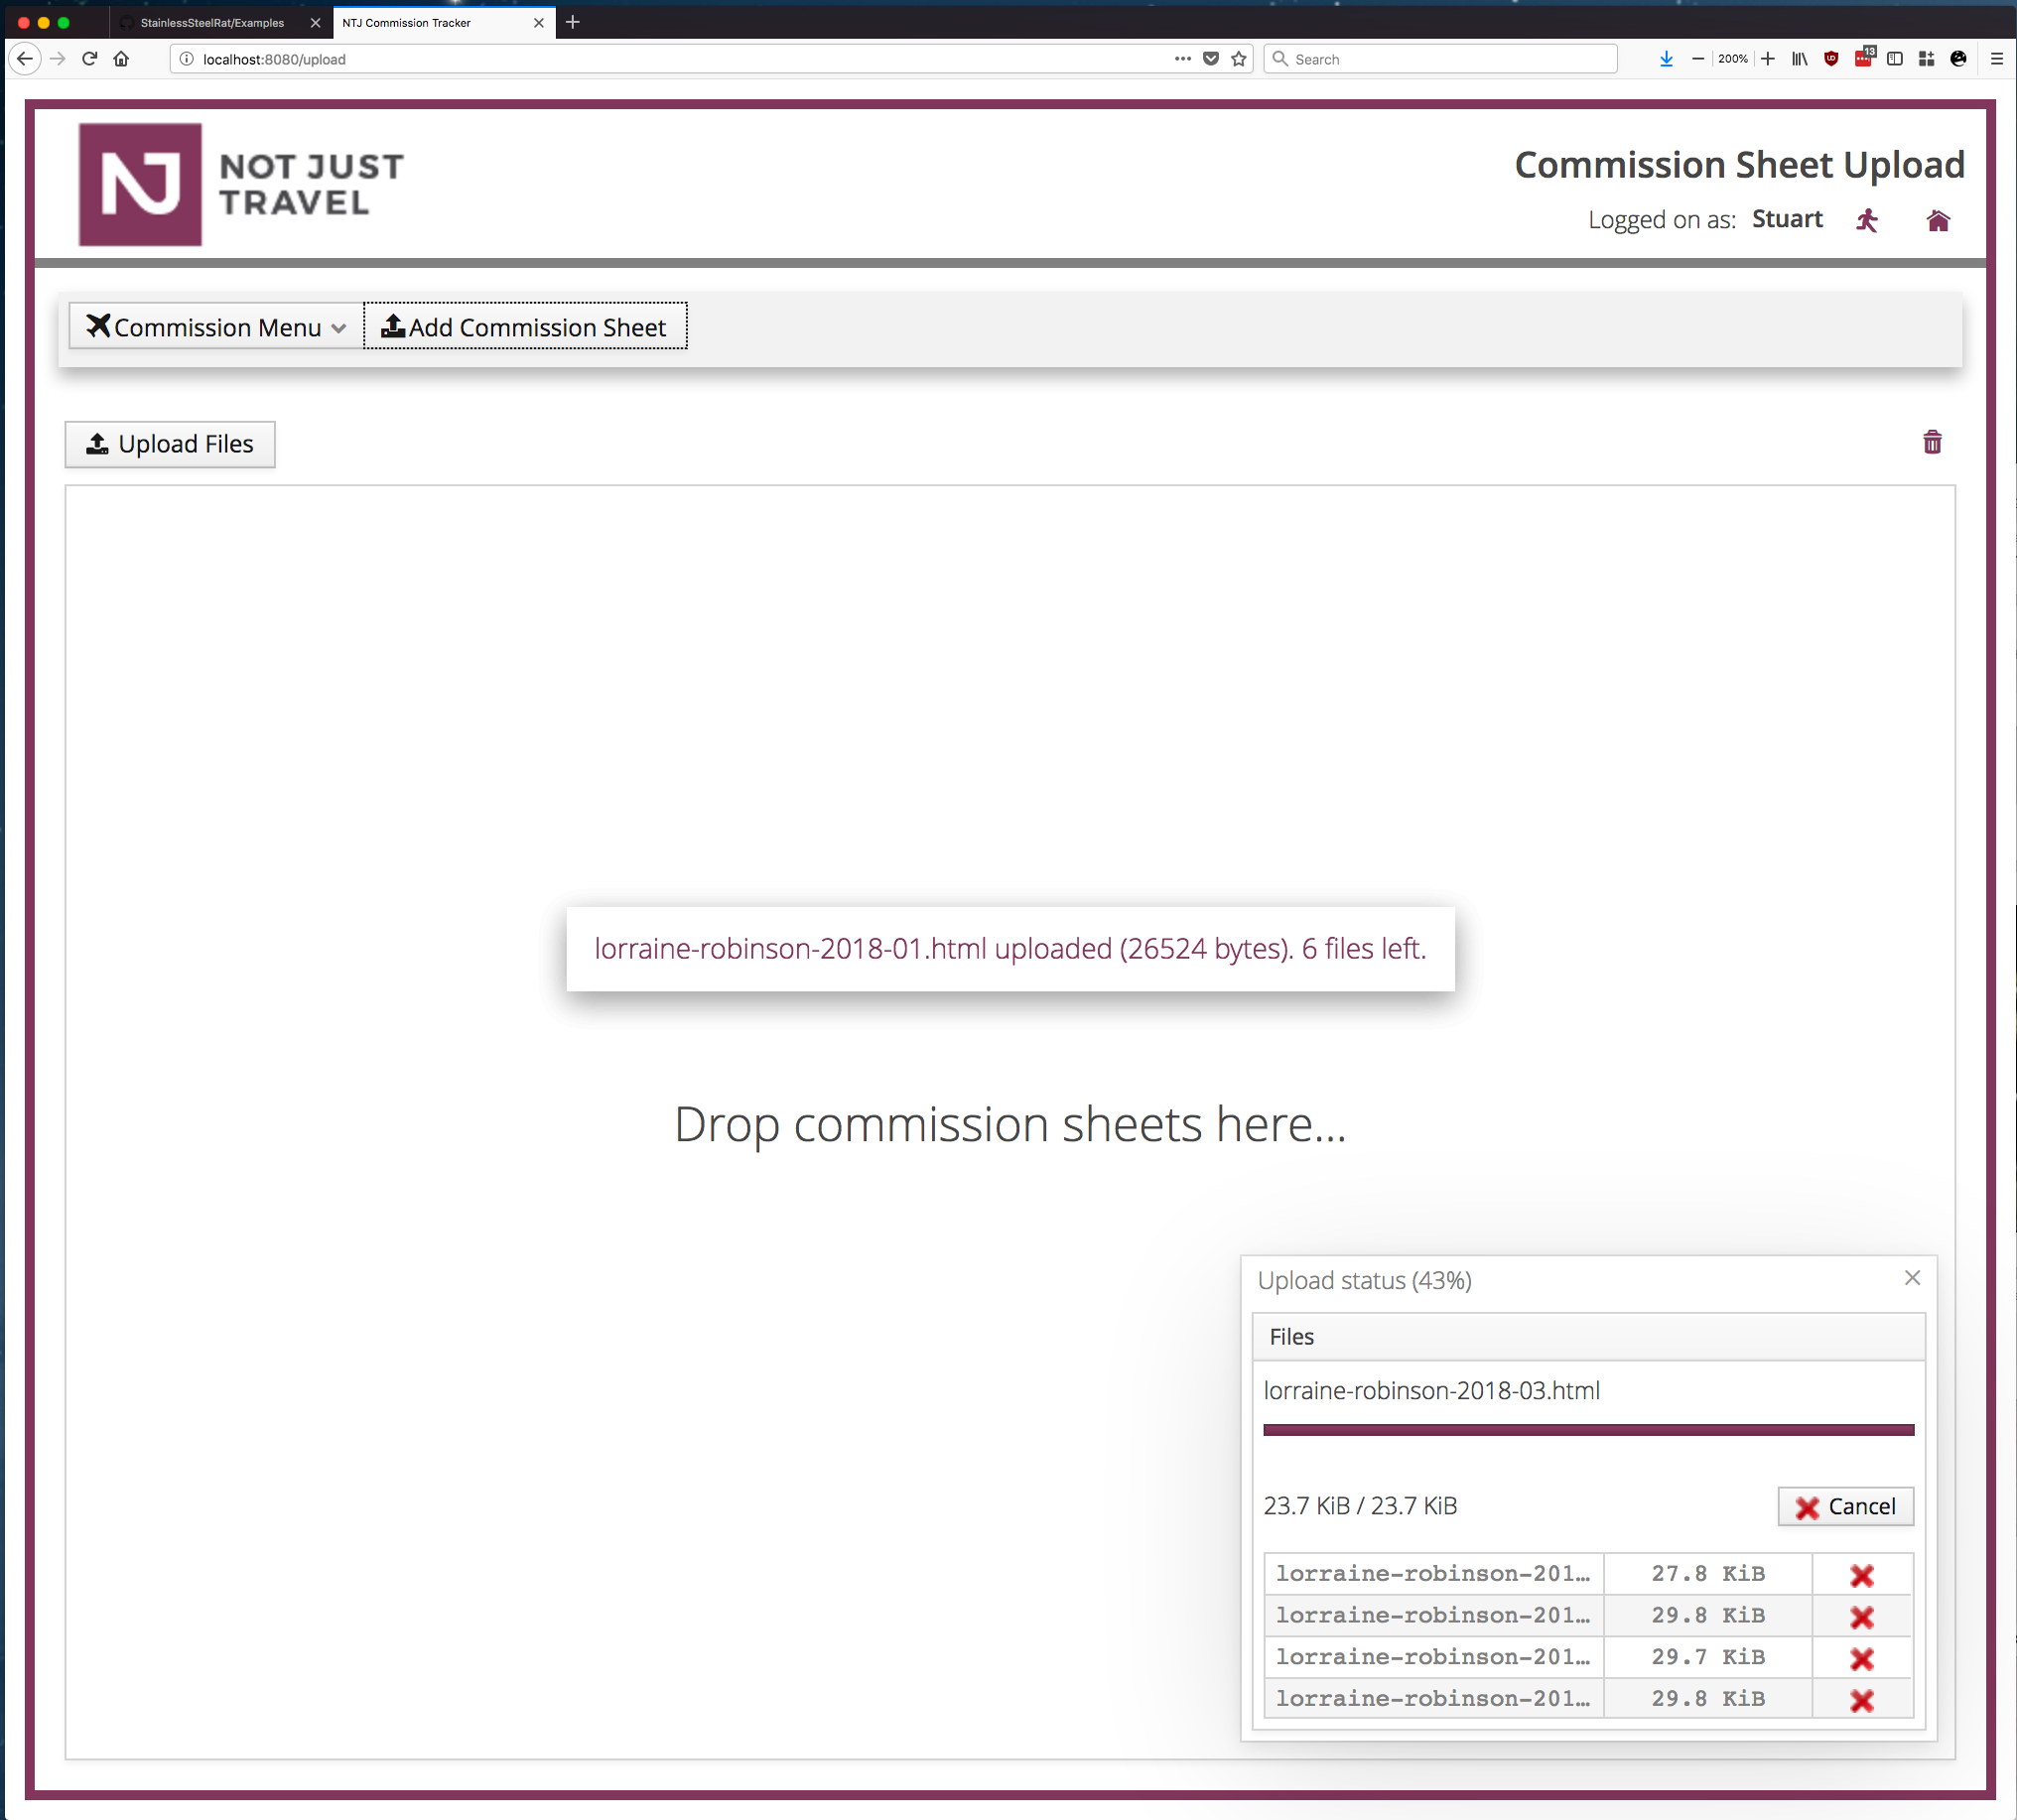 StainlessSteelRat/Examples
NTJ Commission Tracker
localhost:8080/upload
Search
200%
13
NJ NOT JUST
TRAVEL
Commission Sheet Upload
Logged on as: Stuart
Commission Menu
Add Commission Sheet
Upload Files
lorraine-robinson-2018-01.html uploaded (26524 bytes). 6 files left.
Drop commission sheets here...
Upload status (43%)
Files
lorraine-robinson-2018-03.html
23.7 KiB / 23.7 KiB
Cancel
lorraine-robinson-201… 27.8 KiB
lorraine-robinson-201… 29.8 KiB
lorraine-robinson-201… 29.7 KiB
lorraine-robinson-201… 29.8 KiB